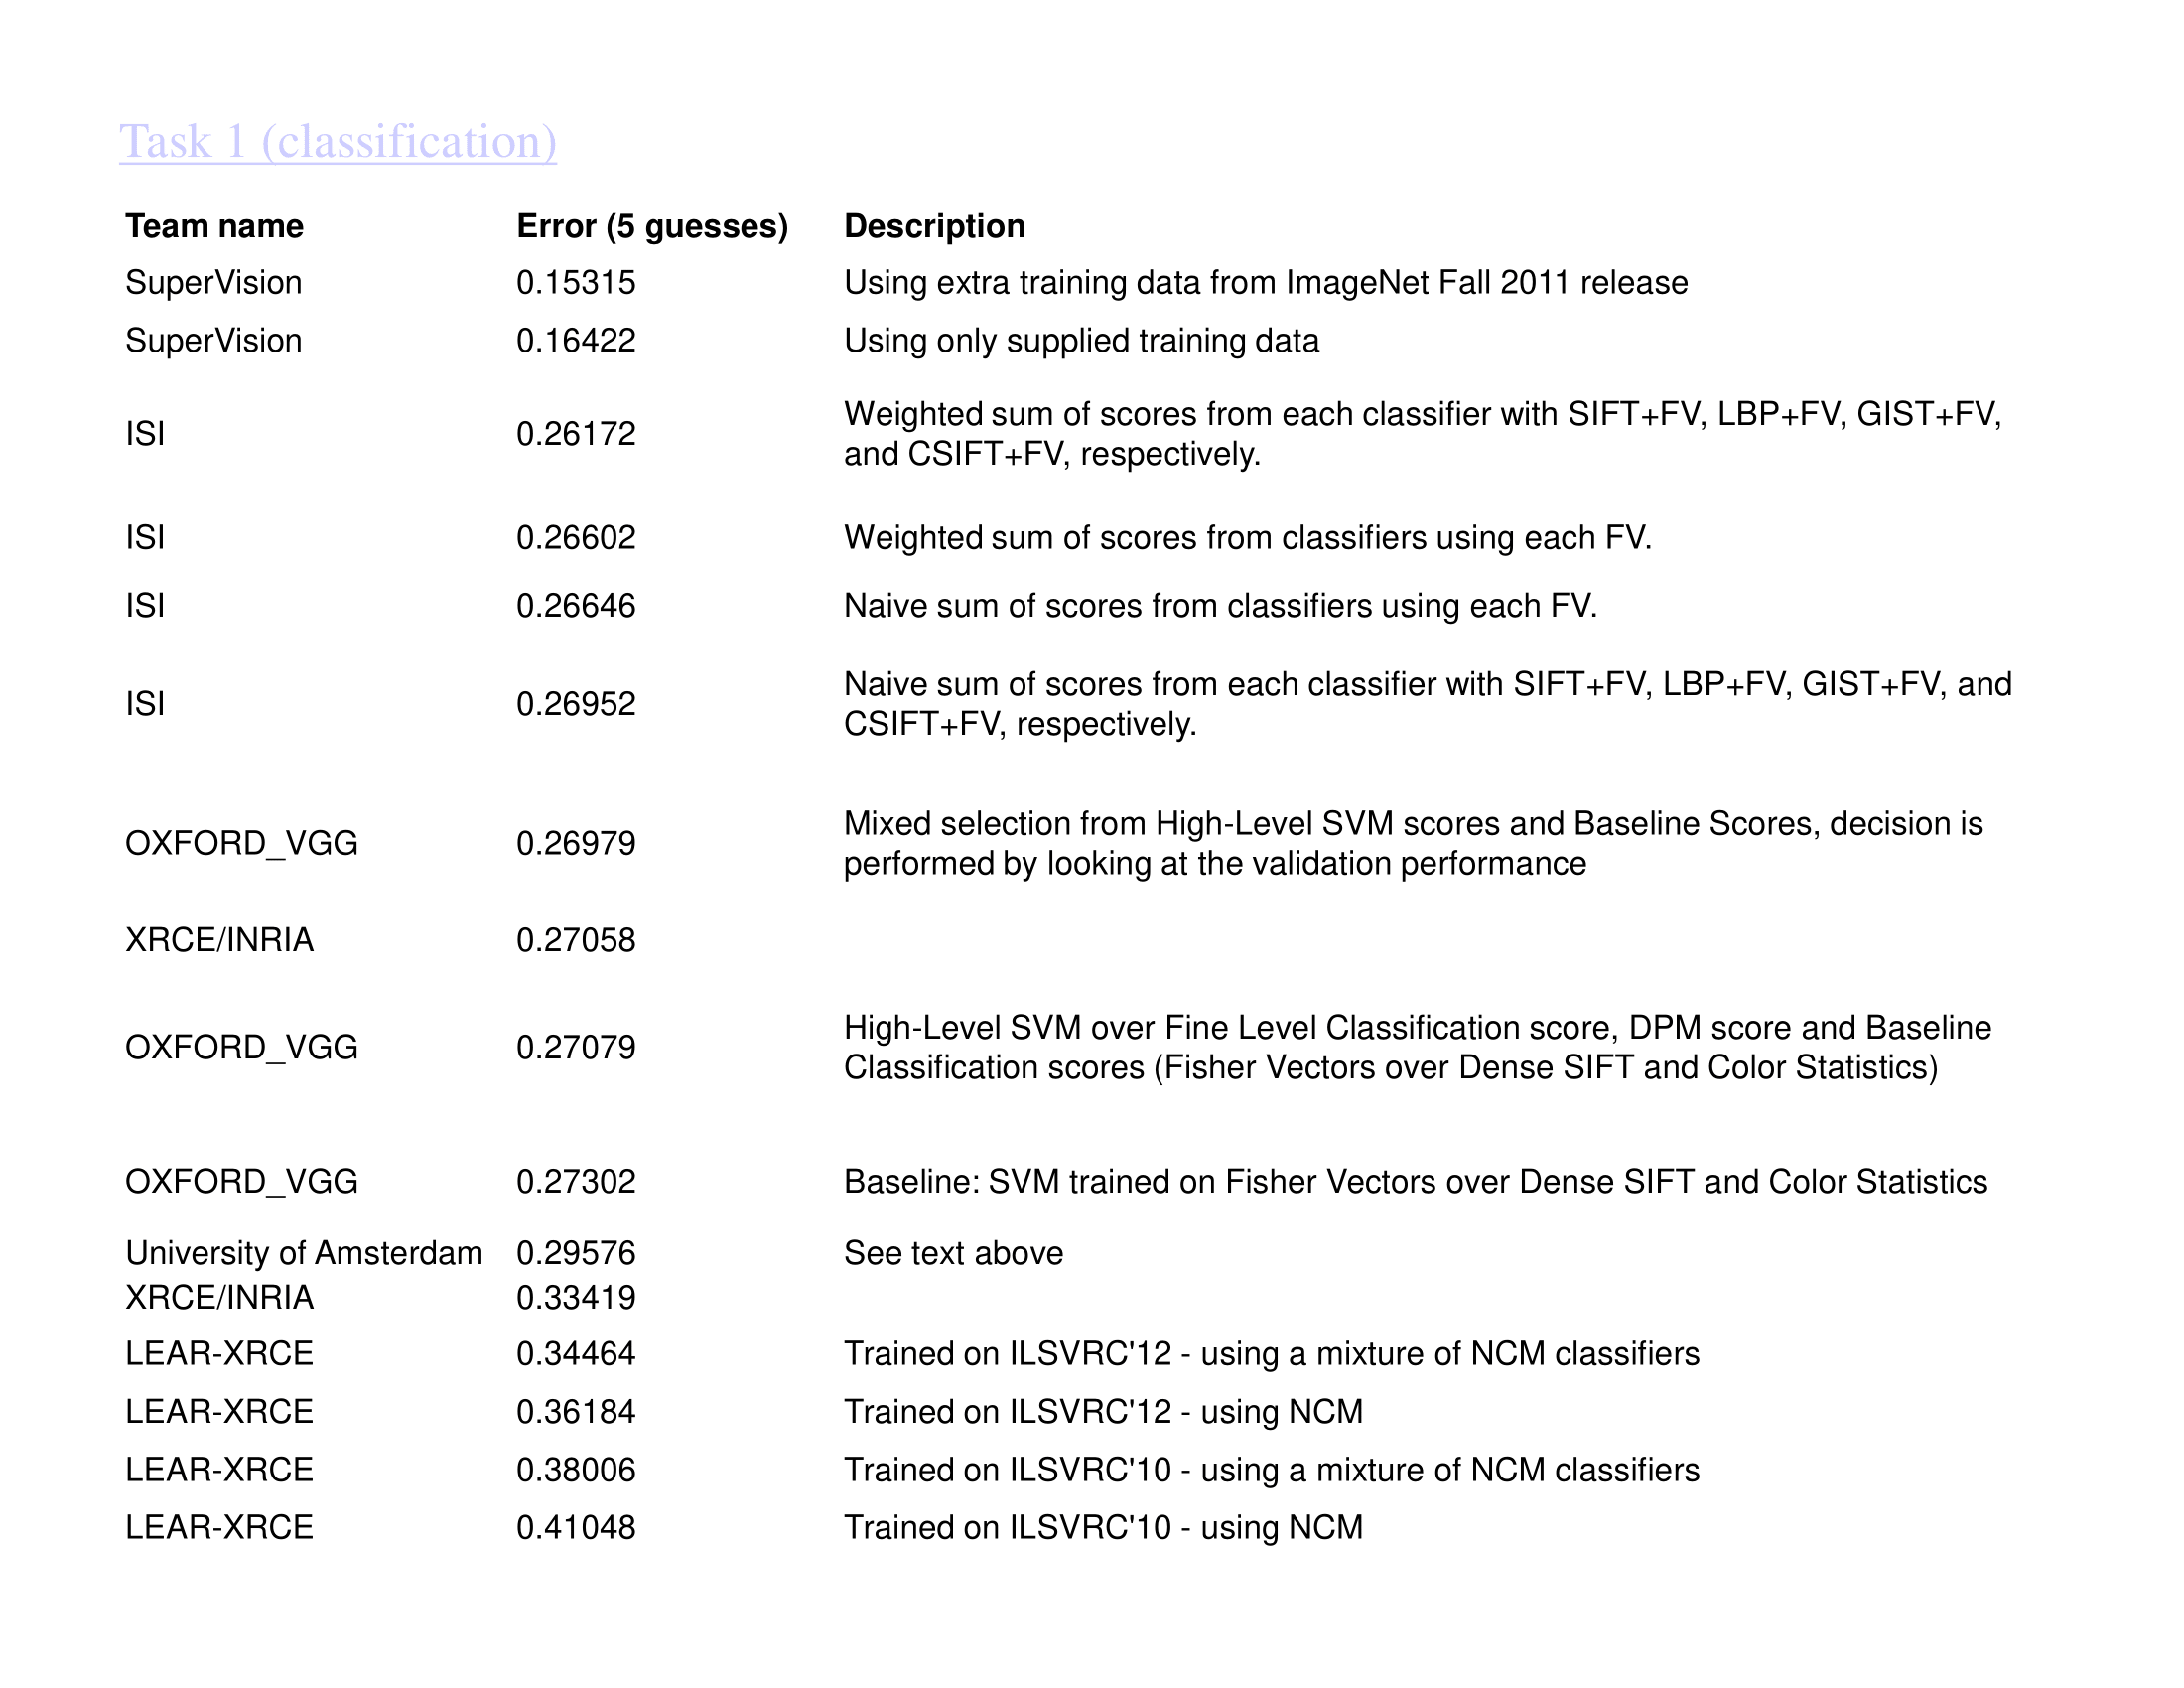 Task 1 (classification)
Team name Error (5 guesses) Description
SuperVision 0.15315 Using extra training data from ImageNet Fall 2011 release
SuperVision 0.16422 Using only supplied training data
ISI 0.26172 Weighted sum of scores from each classifier with SIFT+FV, LBP+FV, GIST+FV,
and CSIFT+FV, respectively.
ISI 0.26602 Weighted sum of scores from classifiers using each FV.
ISI 0.26646 Naive sum of scores from classifiers using each FV.
ISI 0.26952 Naive sum of scores from each classifier with SIFT+FV, LBP+FV, GIST+FV, and
CSIFT+FV, respectively.
OXFORD_VGG 0.26979 Mixed selection from High-Level SVM scores and Baseline Scores, decision is
performed by looking at the validation performance
XRCE/INRIA 0.27058
OXFORD_VGG 0.27079 High-Level SVM over Fine Level Classification score, DPM score and Baseline
Classification scores (Fisher Vectors over Dense SIFT and Color Statistics)
OXFORD_VGG 0.27302 Baseline: SVM trained on Fisher Vectors over Dense SIFT and Color Statistics
University of Amsterdam 0.29576 See text above
XRCE/INRIA 0.33419
LEAR-XRCE 0.34464 Trained on ILSVRC'12 - using a mixture of NCM classifiers
LEAR-XRCE 0.36184 Trained on ILSVRC'12 - using NCM
LEAR-XRCE 0.38006 Trained on ILSVRC'10 - using a mixture of NCM classifiers
LEAR-XRCE 0.41048 Trained on ILSVRC'10 - using NCM